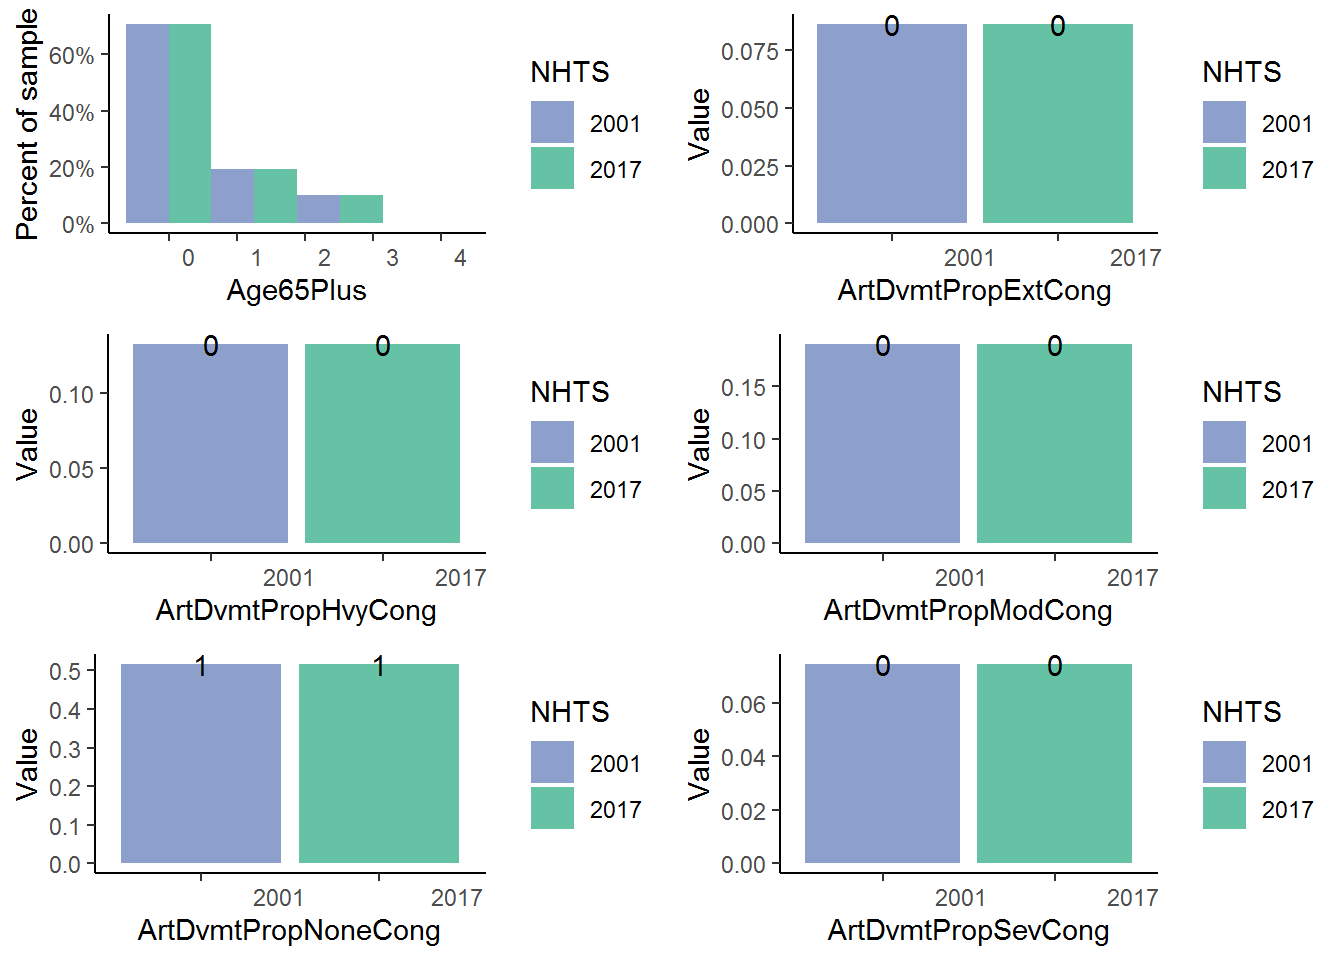 Percent of sample
60%
40%
20%
0%
0 1 2 3 4
Age65Plus
NHTS
2001
2017
Value
0.075
0.050
0.025
0.000
0 0
2001 2017
ArtDvmtPropExtCong
NHTS
2001
2017
Value
0.10
0.05
0.00
0 0
2001 2017
ArtDvmtPropHvyCong
NHTS
2001
2017
Value
0.15
0.10
0.05
0.00
0 0
2001 2017
ArtDvmtPropModCong
NHTS
2001
2017
Value
0.5
0.4
0.3
0.2
0.1
0.0
1 1
2001 2017
ArtDvmtPropNoneCong
NHTS
2001
2017
Value
0.06
0.04
0.02
0.00
0 0
2001 2017
ArtDvmtPropSevCong
NHTS
2001
2017